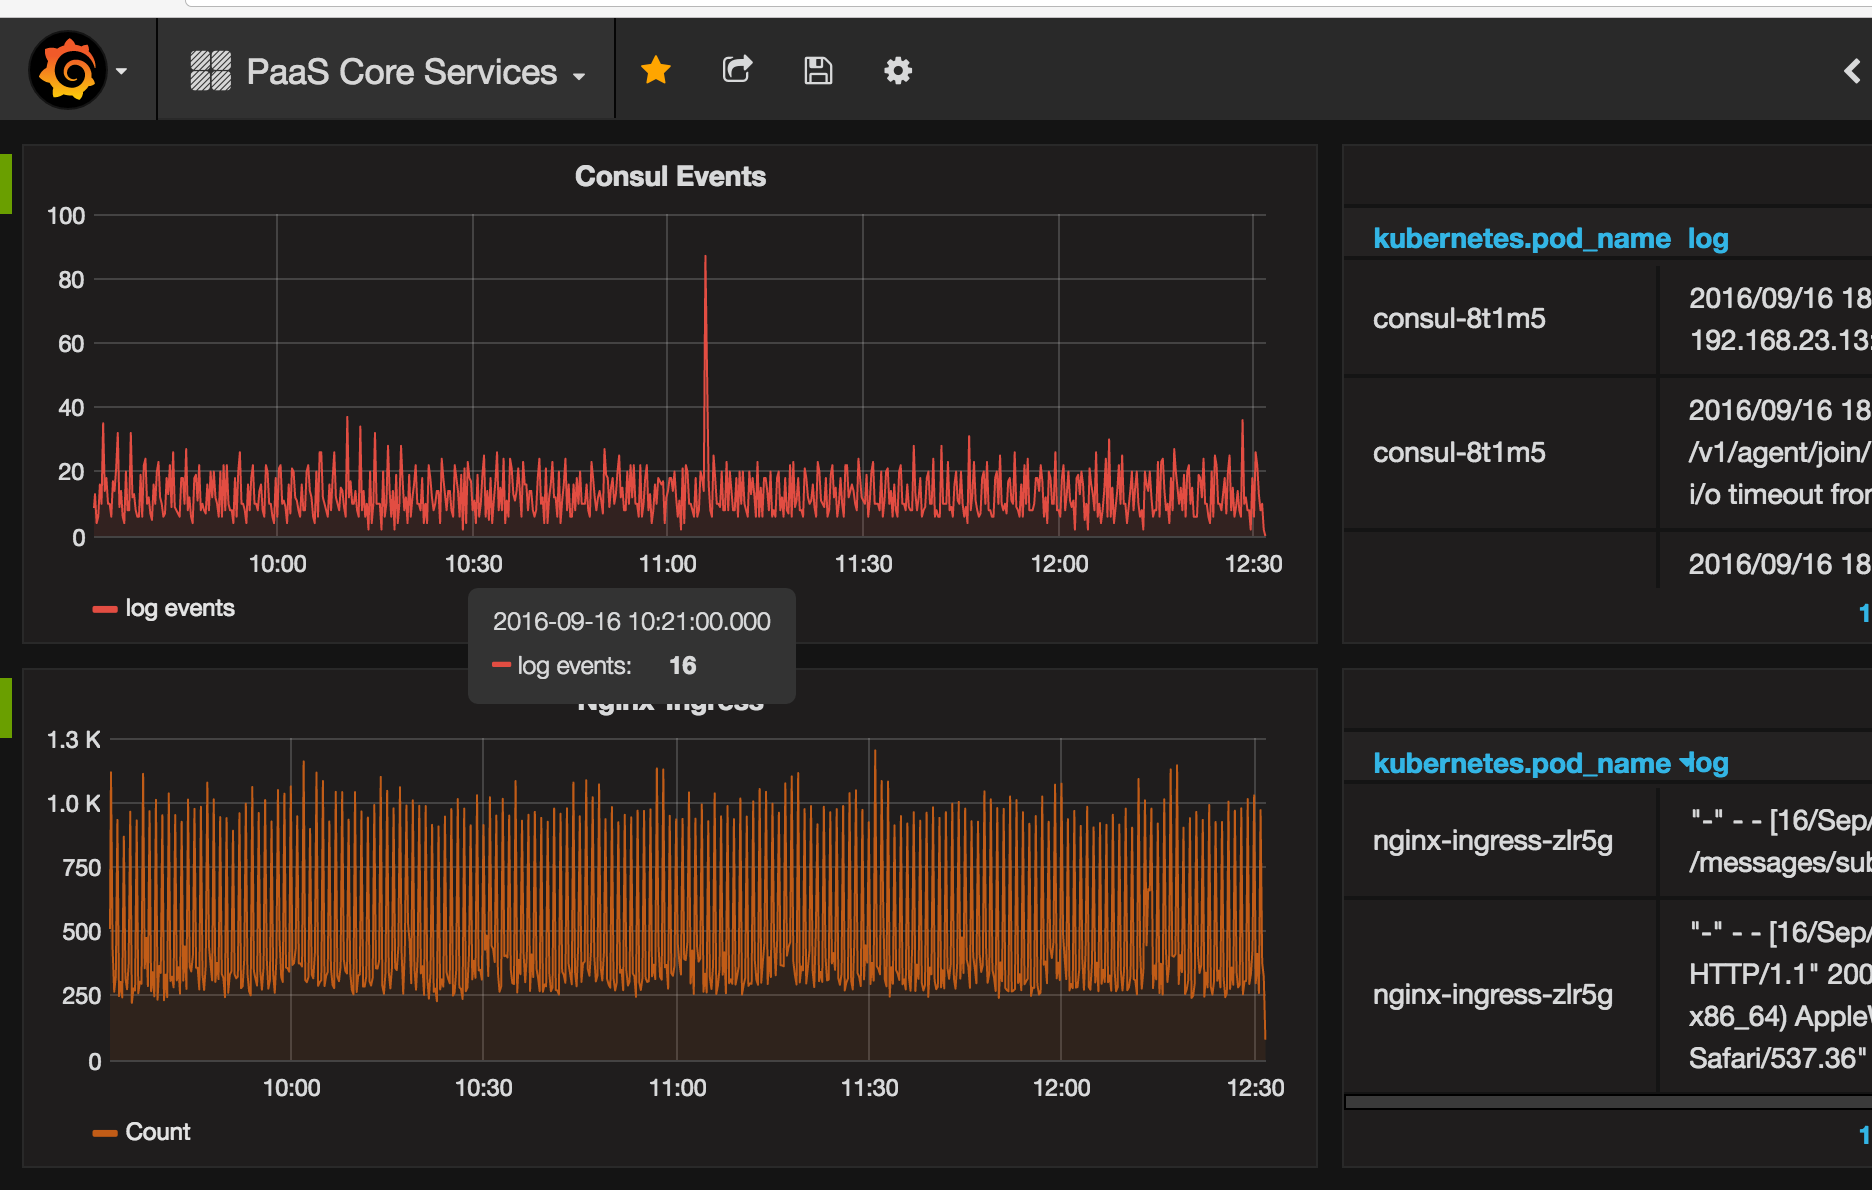 PaaS Core Services
Consul Events
100
80
60
40
20
0
10:00 10:30 11:00 11:30 12:00 12:30
log events
2016-09-16 10:21:00.000
log events: 16
kubernetes.pod_name log
consul-8t1m5
2016/09/16 18
192.168.23.13:
consul-8t1m5
2016/09/16 18
/v1/agent/join/
i/o timeout fror
2016/09/16 18
1
Nginx-Ingress
1.3 K
1.0 K
750
500
250
0
10:00 10:30 11:00 11:30 12:00 12:30
Count
kubernetes.pod_name log
nginx-ingress-zlr5g
"-" - - [16/Sep/
/messages/sub
nginx-ingress-zlr5g
"-" - - [16/Sep/
HTTP/1.1" 200
x86_64) AppleW
Safari/537.36"
1